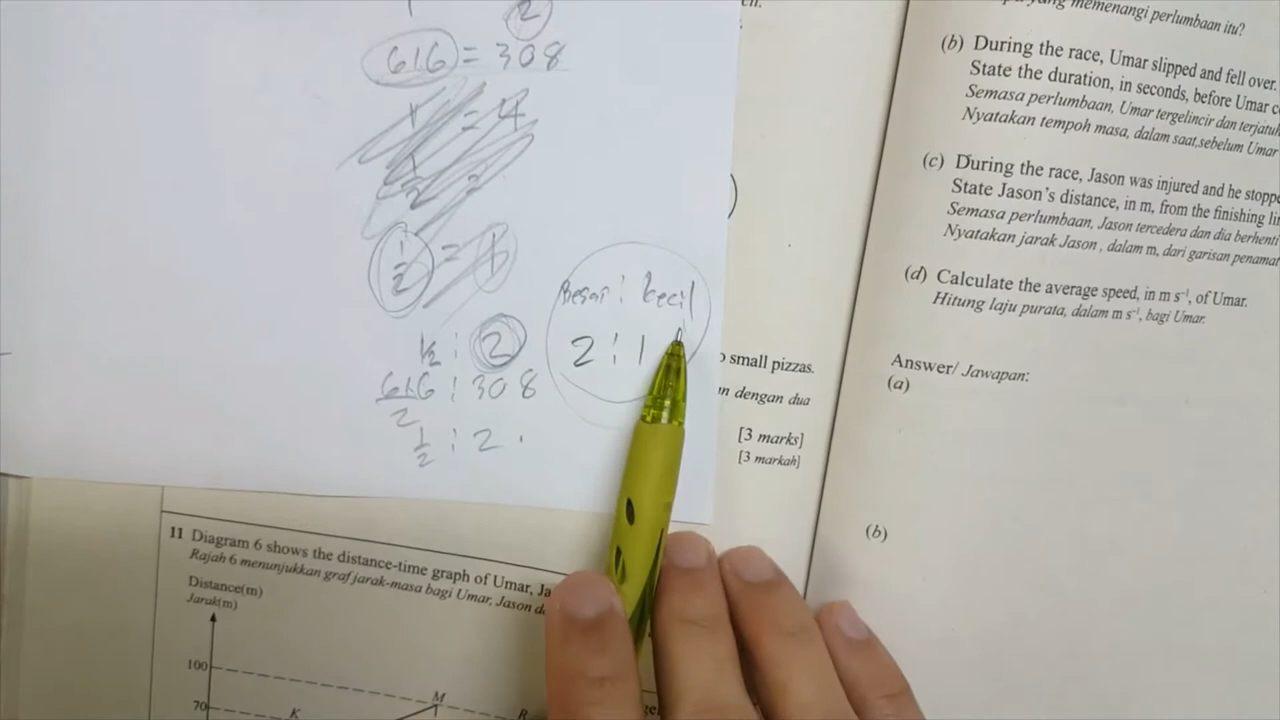 2
616 = 308
1 = 4
1/2 = 1
Besar : kecil
2 : 1
1/2 : 2
616 : 308
2
1/2 : 2
small pizzas.
dengan dua
[3 marks]
[3 markah]
11 Diagram 6 shows the distance-time graph of Umar,
Rajah 6 menunjukkan graf jarak-masa bagi Umar, Jason
Distance(m)
Jarak(m)
100
70
K
M
R
yang memenangi perlumbaan itu?
(b) During the race, Umar slipped and fell over.
State the duration, in seconds, before Umar
Semasa perlumbaan, Umar tergelincir dan
Nyatakan tempoh masa, dalam saat,sebelum Umar
(c) During the race, Jason was injured and he
State Jason's distance, in m, from the finishing
Semasa perlumbaan, Jason tercedera dan dia
Nyatakan jarak Jason , dalam m, dari garisan
(d) Calculate the average speed, in m s⁻¹, of Umar.
Hitung laju purata, dalam m s⁻¹, bagi Umar.
Answer/ Jawapan:
(a)
(b)